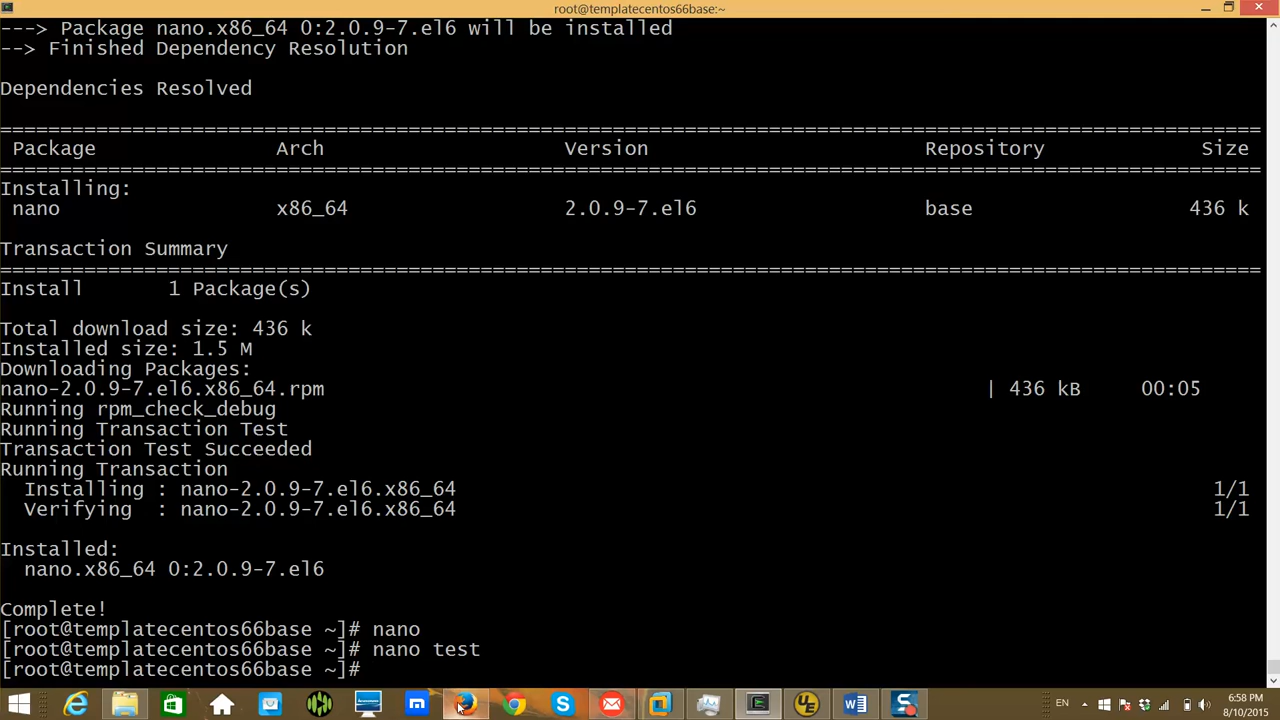 root@templatecentos66base:~
---> Package nano.x86_64 0:2.0.9-7.el6 will be installed
--> Finished Dependency Resolution
Dependencies Resolved
================================================================================
Package Arch Version Repository Size
================================================================================
Installing:
nano x86_64 2.0.9-7.el6 base 436 k
Transaction Summary
================================================================================
Install 1 Package(s)
Total download size: 436 k
Installed size: 1.5 M
Downloading Packages:
nano-2.0.9-7.el6.x86_64.rpm | 436 kB 00:05
Running rpm_check_debug
Running Transaction Test
Transaction Test Succeeded
Running Transaction
Installing : nano-2.0.9-7.el6.x86_64 1/1
Verifying : nano-2.0.9-7.el6.x86_64 1/1
Installed:
nano.x86_64 0:2.0.9-7.el6
Complete!
[root@templatecentos66base ~]# nano
[root@templatecentos66base ~]# nano test
[root@templatecentos66base ~]#
EN
6:58 PM
8/10/2015